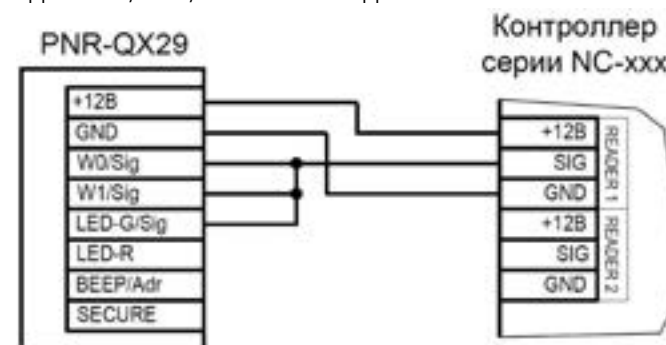 PNR-QX29
+12В
GND
W0/Sig
W1/Sig
LED-G/Sig
LED-R
BEEP/Adr
SECURE
Контроллер
серии NC-xxx
+12В
SIG
GND
READER 1
+12В
SIG
GND
READER 2